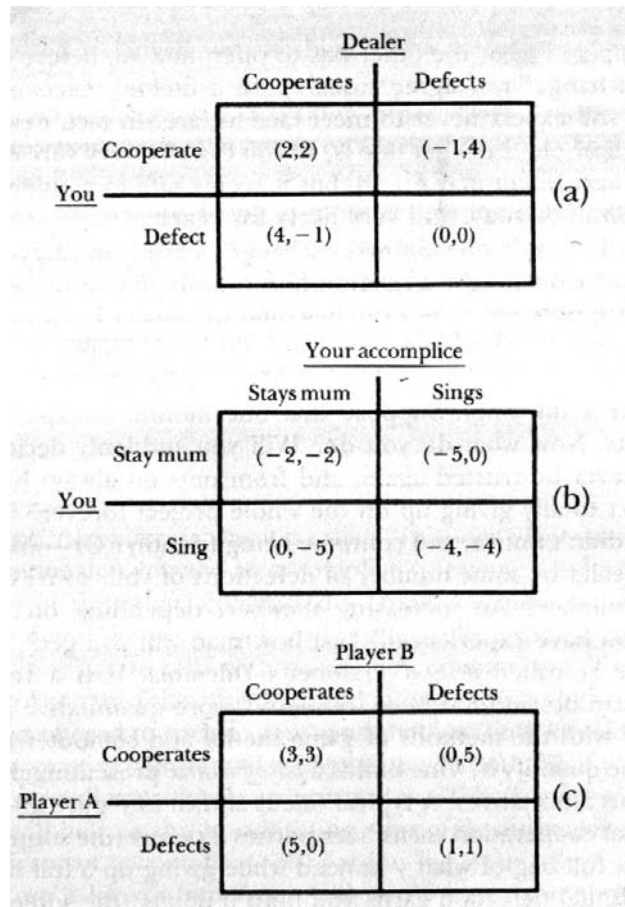 Dealer
Cooperates Defects
Cooperate (2,2) (−1,4)
You (a)
Defect (4, −1) (0,0)
Your accomplice
Stays mum Sings
Stay mum (−2, −2) (−5,0)
You (b)
Sing (0, −5) (−4, −4)
Player B
Cooperates Defects
Cooperates (3,3) (0,5)
Player A (c)
Defects (5,0) (1,1)